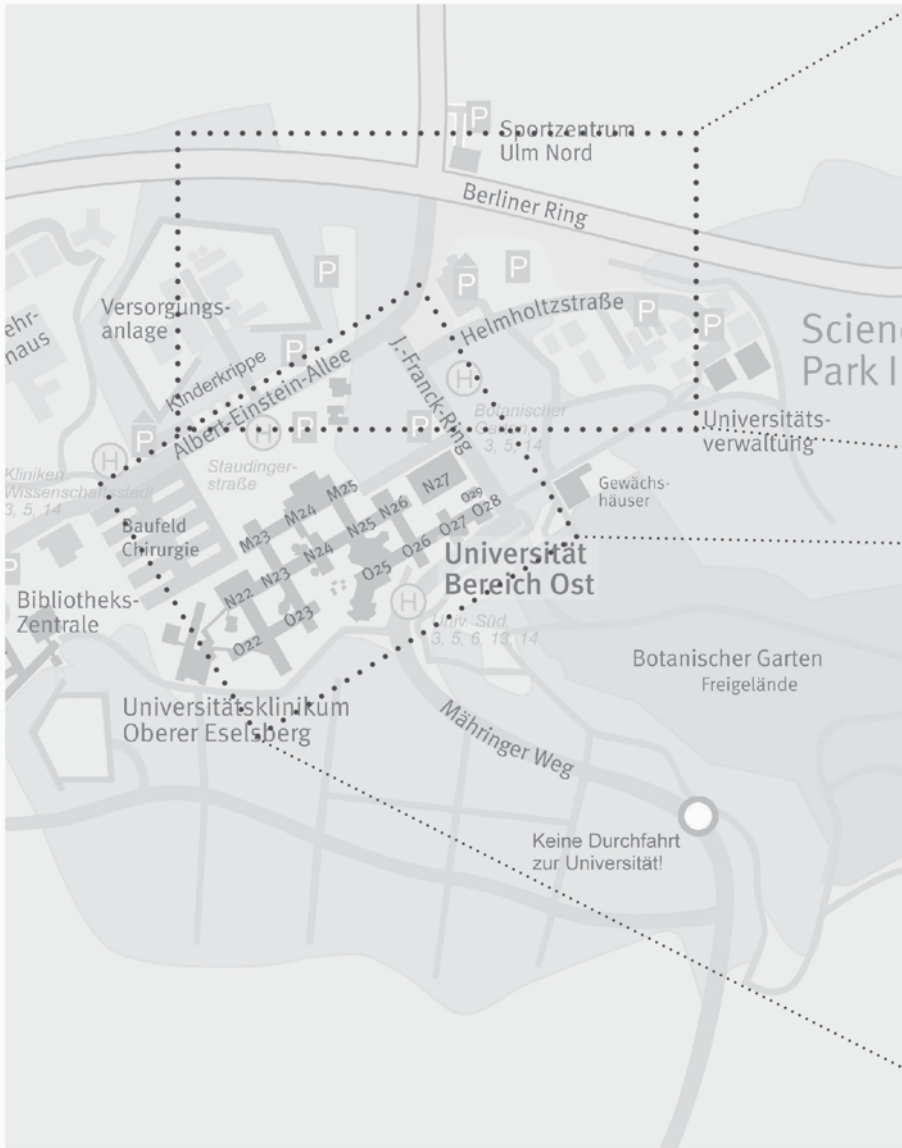 P
Sportzentrum
Ulm Nord
Berliner Ring
P
P
P
Versorgungs-
anlage
Helmholtzstraße
P
P
ehr-
naus
Scienc
Park I
Kinderkrippe
P
Albert-Einstein-Allee
J.-Franck-Ring
H
Botanischer
Garten,
3, 5, 14
Universitäts-
verwaltung
P
H
P
P
Staudinger-
straße
H
Kliniken
Wissenschaftsstadt
3, 5, 14
Gewächs-
häuser
Baufeld
Chirurgie
M23
M24
M25
N22
N23
N24
N25
N26
N27
O22
O23
O25
O26
O27
O28
O29
Universität
Bereich Ost
P
H
Univ. Süd,
3, 5, 6, 13, 14
Bibliotheks-
Zentrale
Botanischer Garten
Freigelände
Universitätsklinikum
Oberer Eselsberg
Mähringer Weg
Keine Durchfahrt
zur Universität!